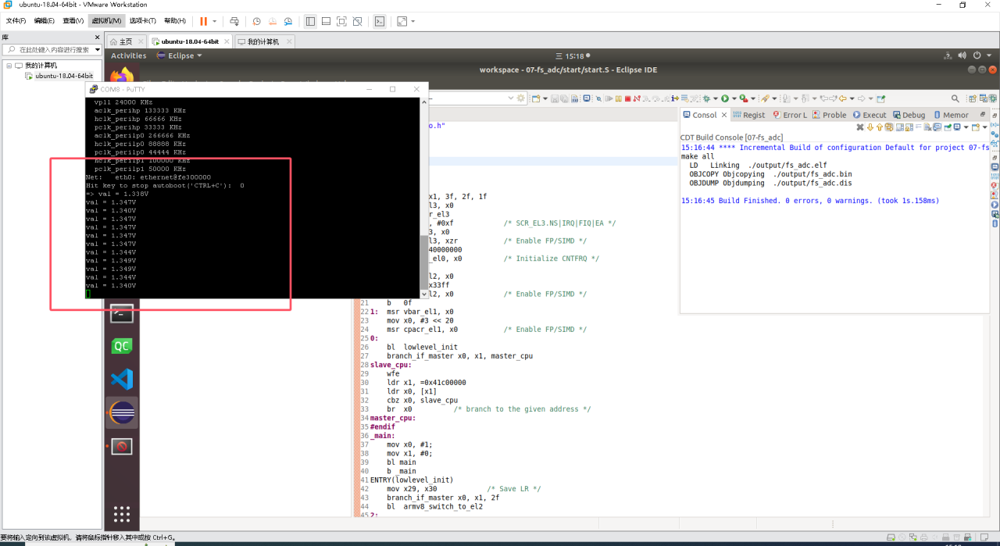 ubuntu-18.04-64bit - VMware Workstation
文件(F) 编辑(E) 查看(V) 虚拟机(M) 选项卡(T) 帮助(H)
库
在此处键入内容进行搜索
我的计算机
ubuntu-18.04-64bit
主页 ubuntu-18.04-64bit 我的计算机
Activities Eclipse 三 15:18
workspace - 07-fs_adc/start/start.S - Eclipse IDE
COM8 - PuTTY
vpll 24000 KHz
aclk_perihp 133333 KHz
hclk_perihp 66666 KHz
pclk_perihp 33333 KHz
aclk_perilp0 266666 KHz
hclk_perilp0 88888 KHz
pclk_perilp0 44444 KHz
hclk_perilp1 100000 KHz
pclk_perilp1 50000 KHz
Net: eth0: ethernet@fe300000
Hit key to stop autoboot('CTRL+C'): 0
=> val = 1.338V
val = 1.347V
val = 1.340V
val = 1.347V
val = 1.347V
val = 1.347V
val = 1.347V
val = 1.344V
val = 1.349V
val = 1.349V
val = 1.344V
val = 1.340V
o.h"
x1, 3f, 2f, 1f
l3, x0
r_el3
, #0xf /* SCR_EL3.NS|IRQ|FIQ|EA */
3, x0
l3, xzr /* Enable FP/SIMD */
40000000
_el0, x0 /* Initialize CNTFRQ */
l2, x0
x33ff
l2, x0 /* Enable FP/SIMD */
21 b 0f
22 1: msr vbar_el1, x0
23 mov x0, #3 << 20
24 msr cpacr_el1, x0 /* Enable FP/SIMD */
25 0:
26 bl lowlevel_init
27 branch_if_master x0, x1, master_cpu
28 slave_cpu:
29 wfe
30 ldr x1, =0x41c00000
31 ldr x0, [x1]
32 cbz x0, slave_cpu
33 br x0 /* branch to the given address */
34 master_cpu:
35 #endif
36 _main:
37 mov x0, #1;
38 mov x1, #0;
39 bl main
40 b _main
41 ENTRY(lowlevel_init)
42 mov x29, x30 /* Save LR */
43 branch_if_master x0, x1, 2f
44 bl armv8_switch_to_el2
45 2:
Consol Regist Error L Proble Execut Debug Memor
CDT Build Console [07-fs_adc]
15:16:44 **** Incremental Build of configuration Default for project 07-fs
make all
LD Linking ./output/fs_adc.elf
OBJCOPY Objcopying ./output/fs_adc.bin
OBJDUMP Objdumping ./output/fs_adc.dis
15:16:45 Build Finished. 0 errors, 0 warnings. (took 1s.158ms)
QC
要将输入定向到该虚拟机，请将鼠标指针移入其中或按 Ctrl+G。